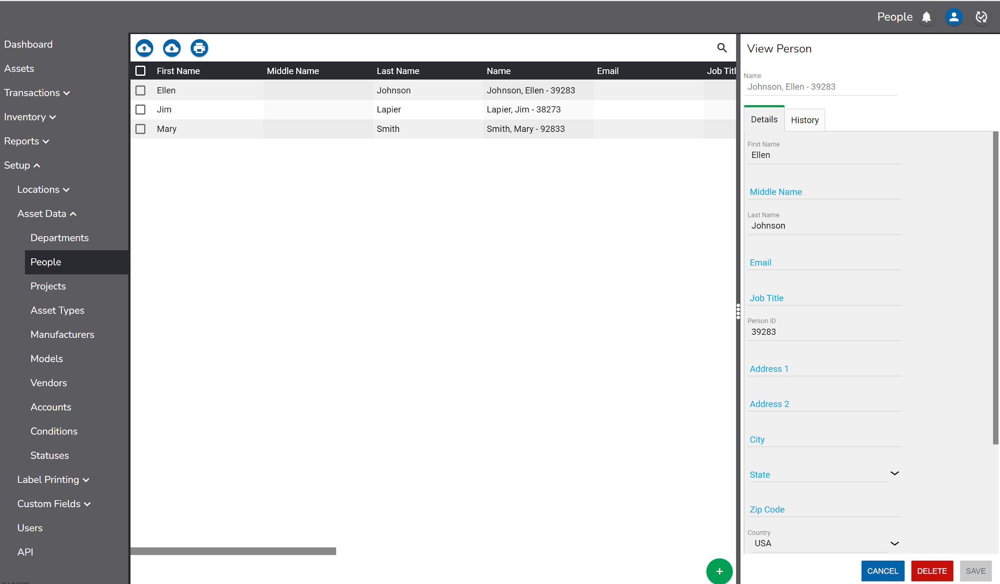 People
Dashboard
Assets
Transactions
Inventory
Reports
Setup
Locations
Asset Data
Departments
People
Projects
Asset Types
Manufacturers
Models
Vendors
Accounts
Conditions
Statuses
Label Printing
Custom Fields
Users
API
First Name Middle Name Last Name Name Email Job Titl
Ellen Johnson Johnson, Ellen - 39283
Jim Lapier Lapier, Jim - 38273
Mary Smith Smith, Mary - 92833
View Person
Name
Johnson, Ellen - 39283
Details History
First Name
Ellen
Middle Name
Last Name
Johnson
Email
Job Title
Person ID
39283
Address 1
Address 2
City
State
Zip Code
Country
USA
CANCEL DELETE SAVE